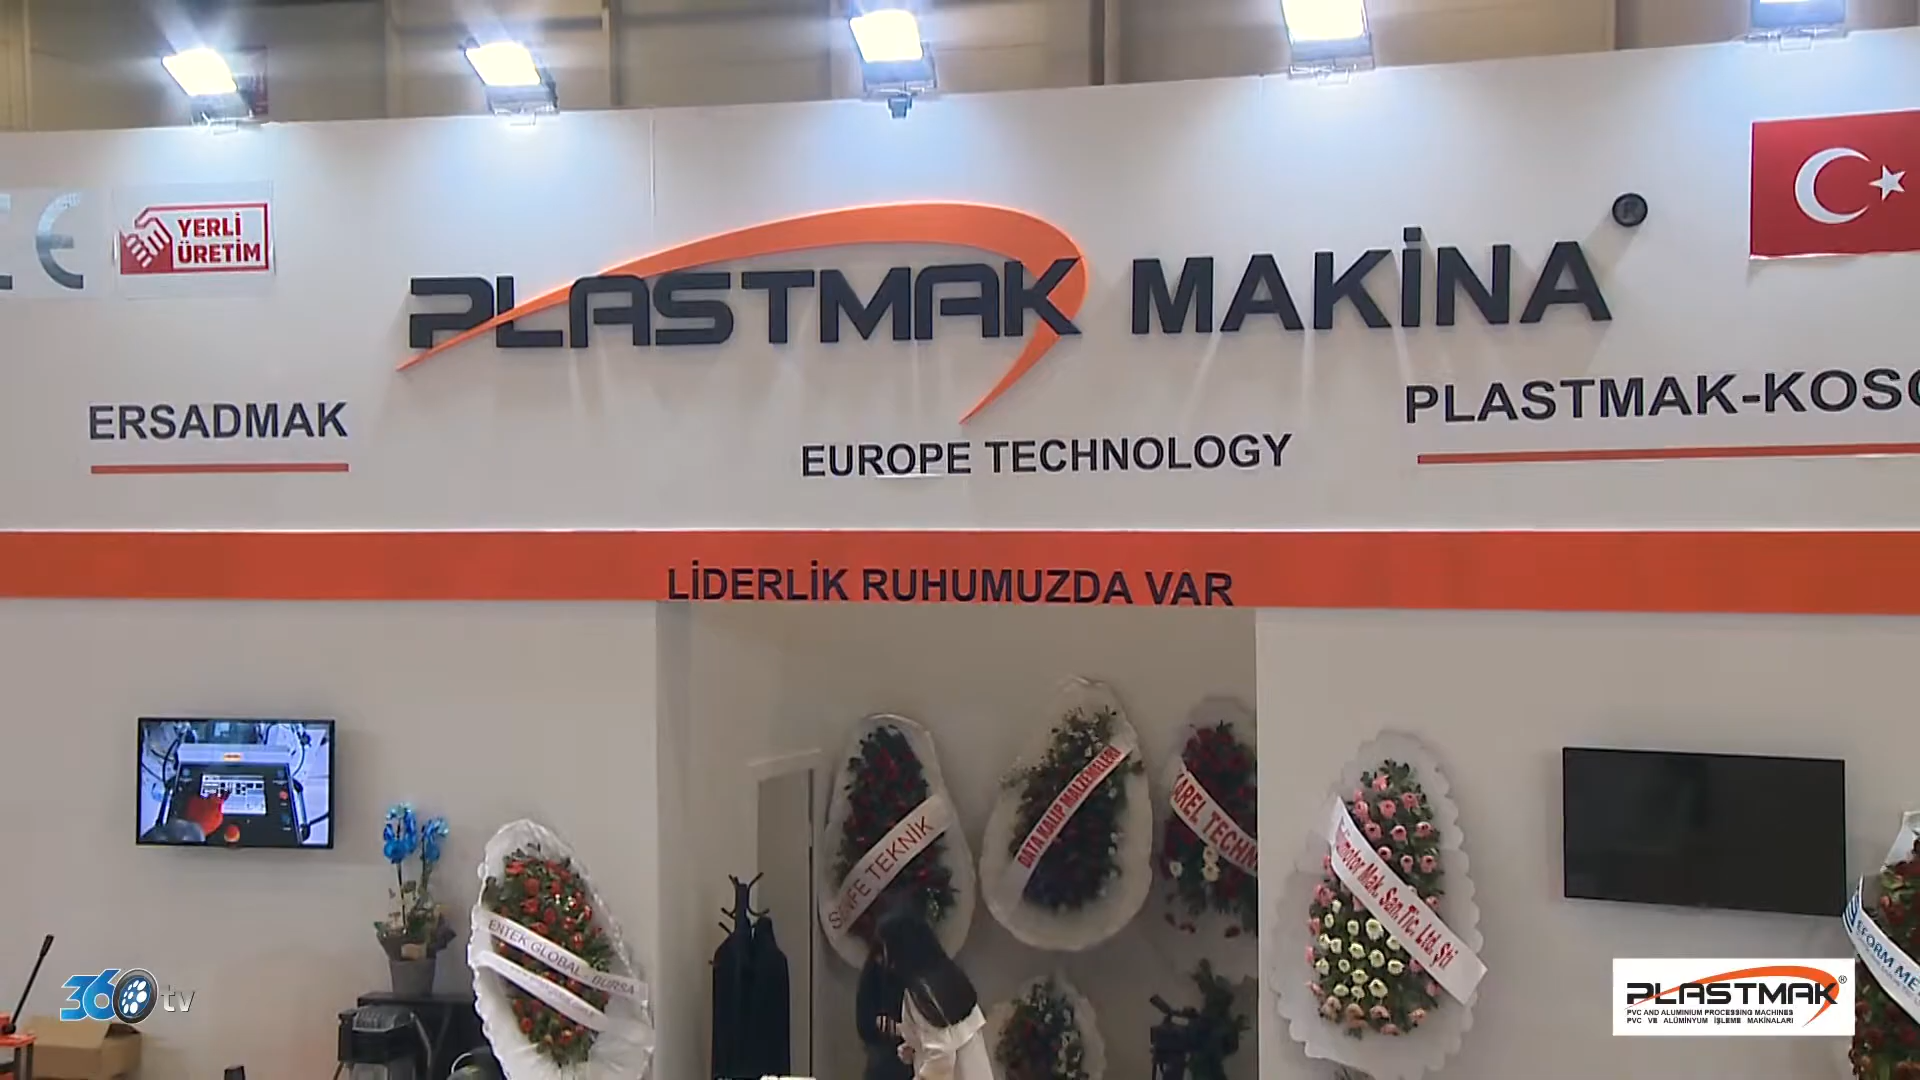 CE
YERLİ
ÜRETİM
PLASTMAK MAKİNA
ERSADMAK
PLASTMAK-KOSO
EUROPE TECHNOLOGY
LİDERLİK RUHUMUZDA VAR
TEKNİK
DATA KALIP MALZEMELERİ
KAREL TECHN
Mak. San. Tic. Ltd. Şti
ENTEK GLOBAL - BURSA
360 tv
PLASTMAK®
PVC AND ALUMINIUM PROCESSING MACHINES
PVC VE ALÜMİNYUM İŞLEME MAKİNALARI